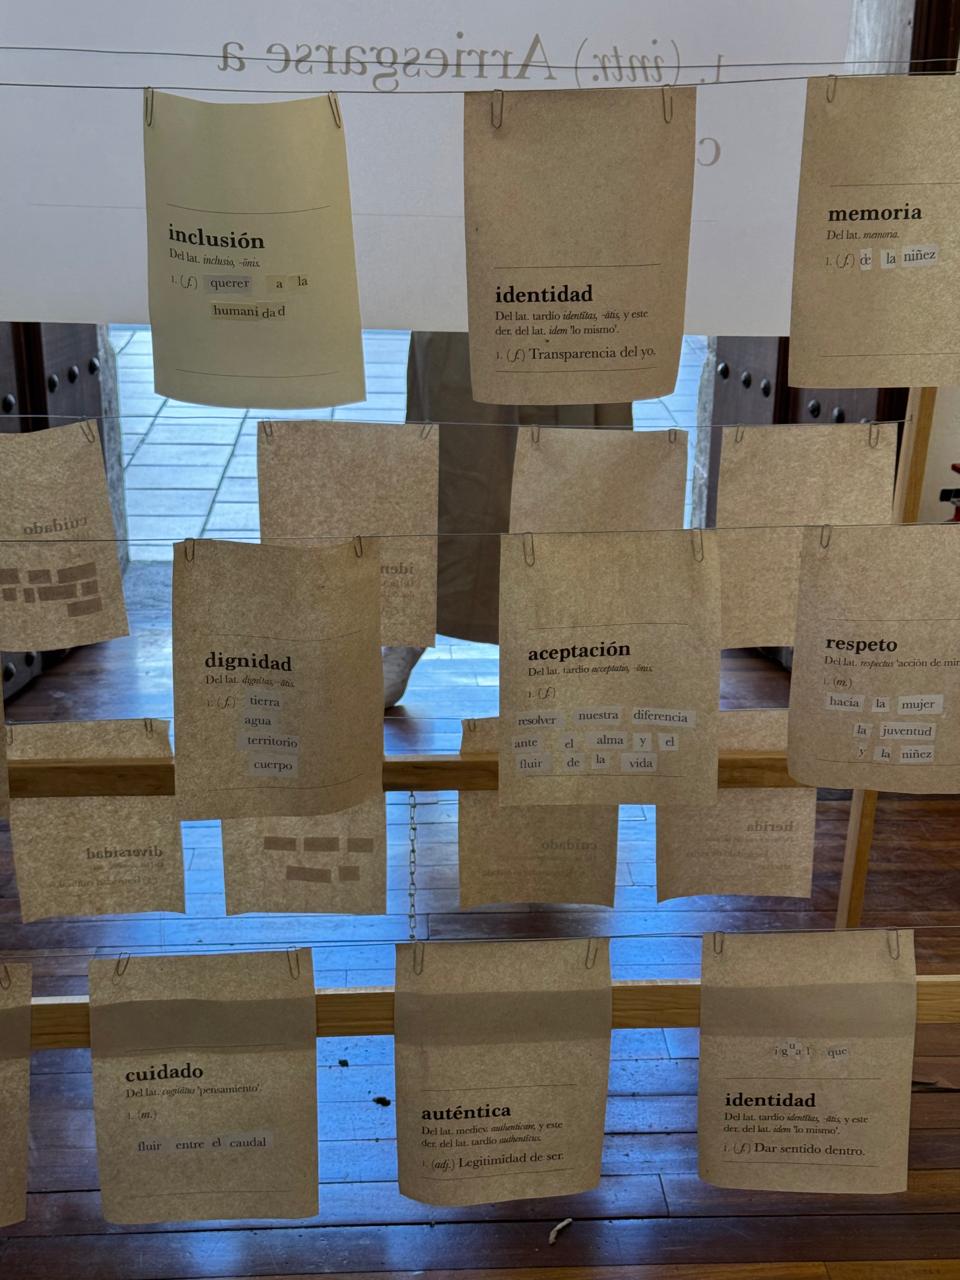 1. (intr.) Arriesgarse a
c
inclusión
Del lat. inclusio, -ōnis.
1. (f.) querer a la
humanidad
identidad
Del lat. tardío identĭtas, -ātis, y este
der. del lat. idem 'lo mismo'.
1. (f.) Transparencia del yo.
memoria
Del lat. memoria.
1. (f.) de la niñez
cuidado
iden
dignidad
Del lat. dignĭtas, -ātis.
1. (f.) tierra
agua
territorio
cuerpo
aceptación
Del lat. tardío acceptatio, -ōnis.
1. (f.)
resolver nuestra diferencia
ante el alma y el
fluir de la vida
respeto
Del lat. respectus 'acción de mir
1. (m.)
hacia la mujer
la juventud
y la niñez
diversidad
cuidado
herida
cuidado
Del lat. cogitātus 'pensamiento'.
1. (m.)
fluir entre el caudal
auténtica
Del lat. mediev. authenticare, y este
der. del lat. tardío authentĭcus.
1. (adj.) Legitimidad de ser.
igual que
identidad
Del lat. tardío identĭtas, -ātis, y este
der. del lat. idem 'lo mismo'.
1. (f.) Dar sentido dentro.